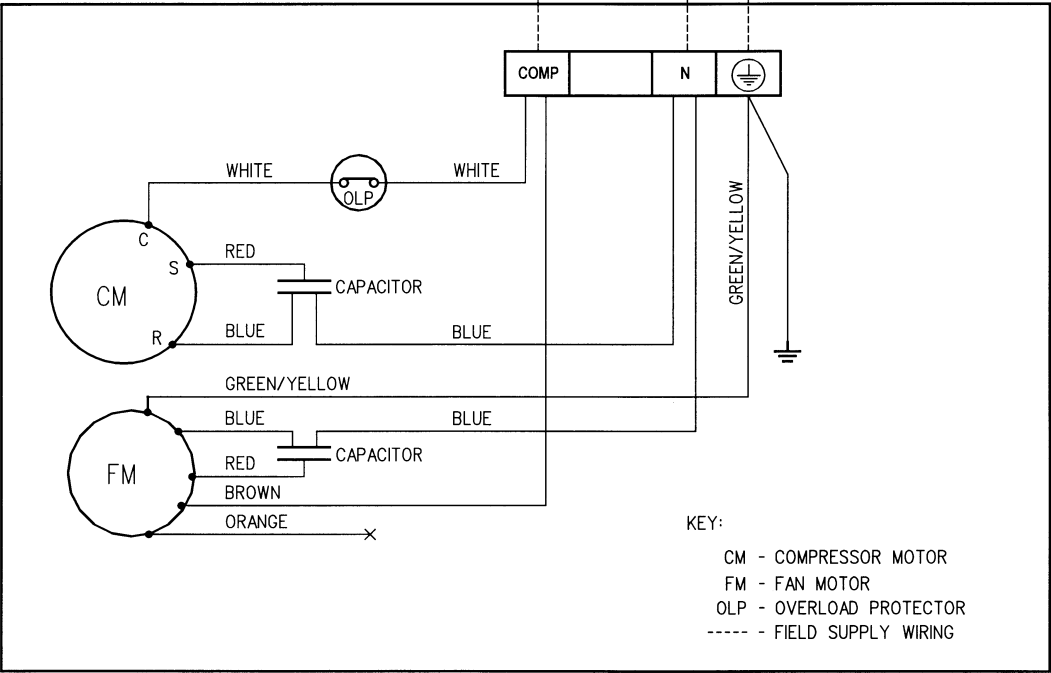 COMP N
WHITE WHITE
OLP
C
RED
S
CM
CAPACITOR
R BLUE BLUE
GREEN/YELLOW
GREEN/YELLOW
BLUE BLUE
FM
CAPACITOR
RED
BROWN
ORANGE
KEY:
CM - COMPRESSOR MOTOR
FM - FAN MOTOR
OLP - OVERLOAD PROTECTOR
----- - FIELD SUPPLY WIRING